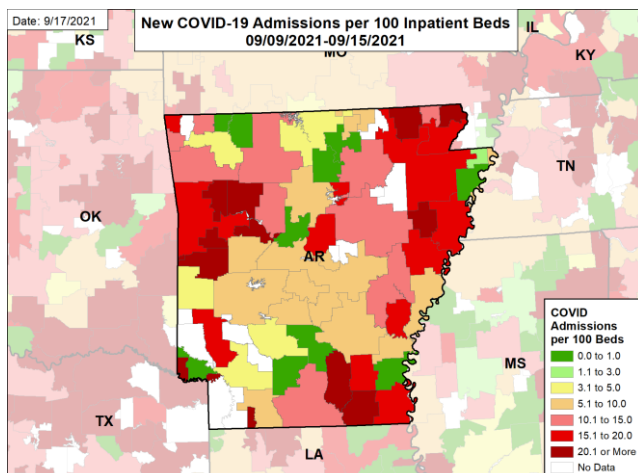 Date: 9/17/2021
New COVID-19 Admissions per 100 Inpatient Beds
09/09/2021-09/15/2021
KS
MO
IL
KY
OK
TN
AR
MS
TX
LA
COVID
Admissions
per 100 Beds
0.0 to 1.0
1.1 to 3.0
3.1 to 5.0
5.1 to 10.0
10.1 to 15.0
15.1 to 20.0
20.1 or More
No Data